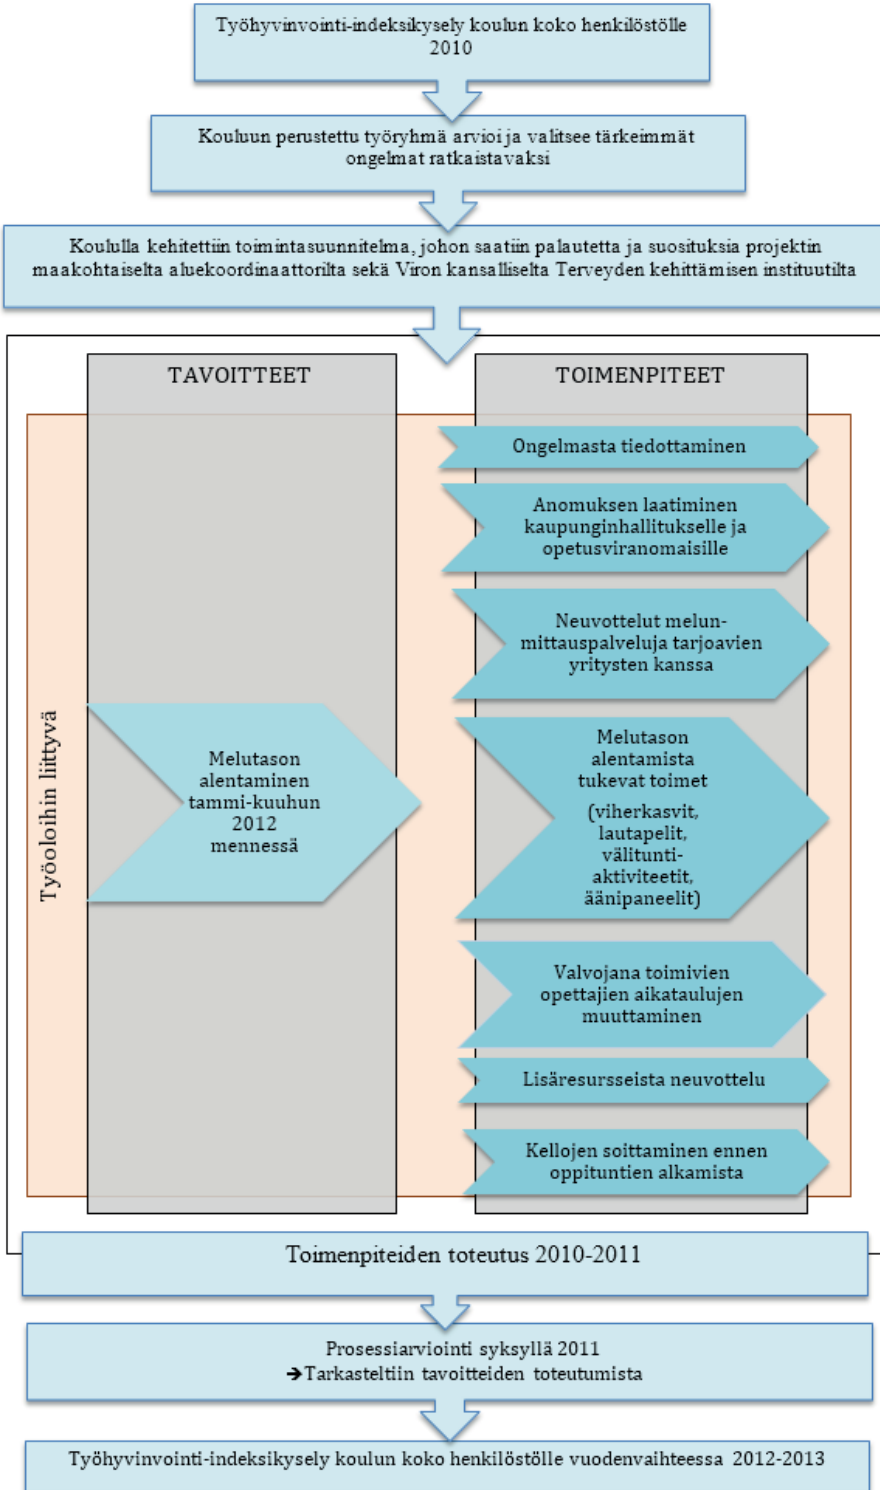 Työhyvinvointi-indeksikysely koulun koko henkilöstölle
2010
Kouluun perustettu työryhmä arvioi ja valitsee tärkeimmät
ongelmat ratkaistavaksi
Koululla kehitettiin toimintasuunnitelma, johon saatiin palautetta ja suosituksia projektin
maakohtaiselta aluekoordinaattorilta sekä Viron kansalliselta Terveyden kehittämisen instituutilta
TAVOITTEET
TOIMENPITEET
Työoloihin liittyvä
Melutason
alentaminen
tammi-kuuhun
2012
mennessä
Ongelmasta tiedottaminen
Anomuksen laatiminen
kaupunginhallitukselle ja
opetusviranomaisille
Neuvottelut melun-
mittauspalveluja tarjoavien
yritysten kanssa
Melutason
alentamista
tukevat toimet
(viherkasvit,
lautapelit,
välitunti-
aktiviteetit,
äänipaneelit)
Valvojana toimivien
opettajien aikataulujen
muuttaminen
Lisäresursseista neuvottelu
Kellojen soittaminen ennen
oppituntien alkamista
Toimenpiteiden toteutus 2010-2011
Prosessiarviointi syksyllä 2011
➔Tarkasteltiin tavoitteiden toteutumista
Työhyvinvointi-indeksikysely koulun koko henkilöstölle vuodenvaihteessa 2012-2013